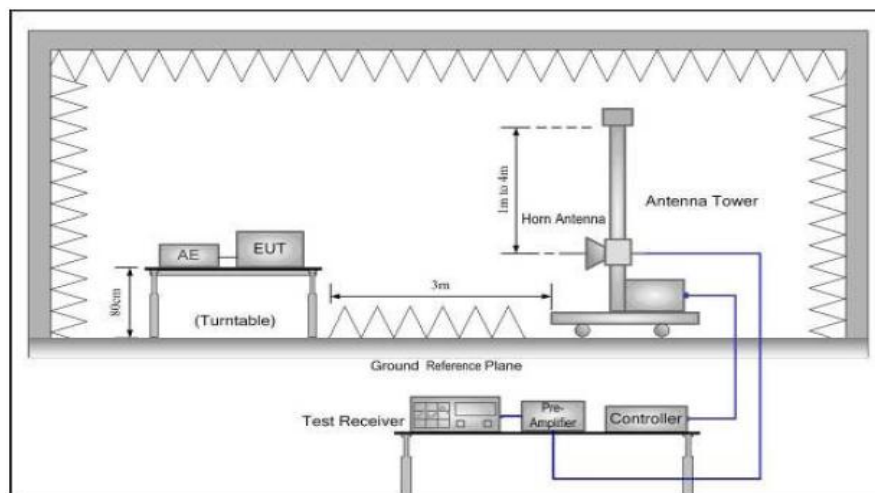 1m to 4m
Horn Antenna
Antenna Tower
AE
EUT
80cm
(Turntable)
3m
Ground Reference Plane
Test Receiver
Pre-
Amplifier
Controller